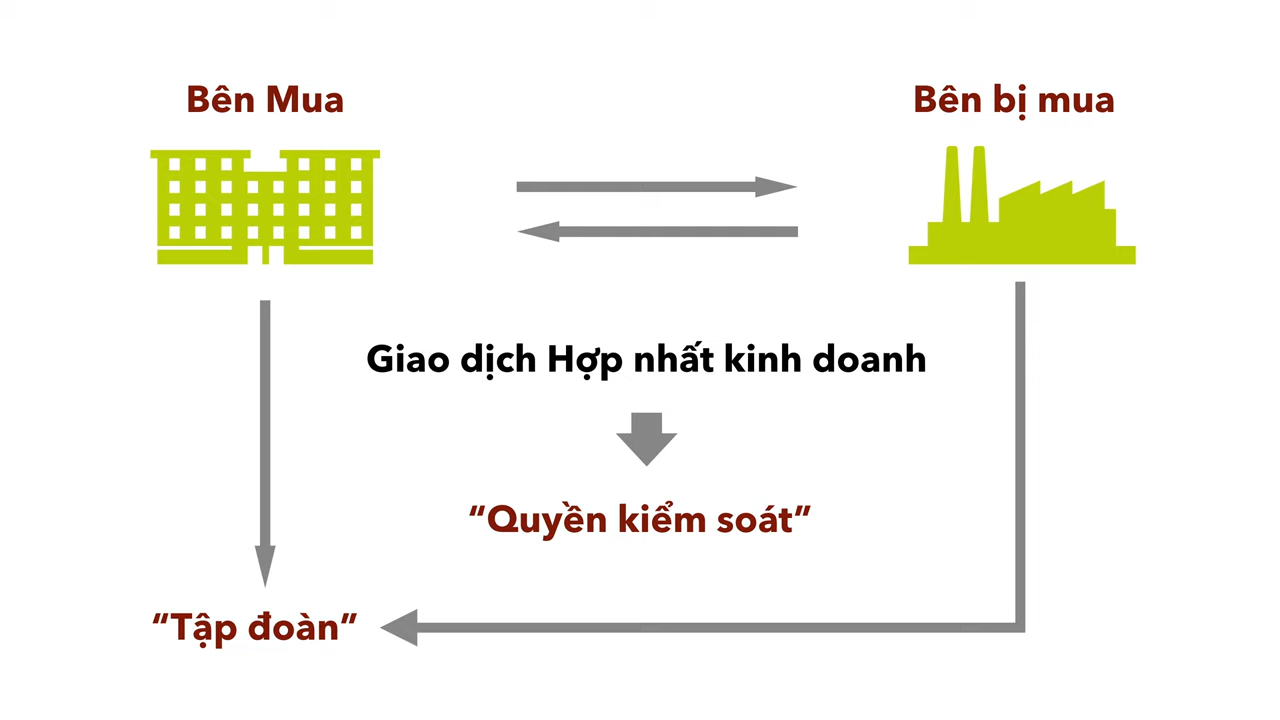 Bên Mua
Bên bị mua
Giao dịch Hợp nhất kinh doanh
“Quyền kiểm soát”
“Tập đoàn”